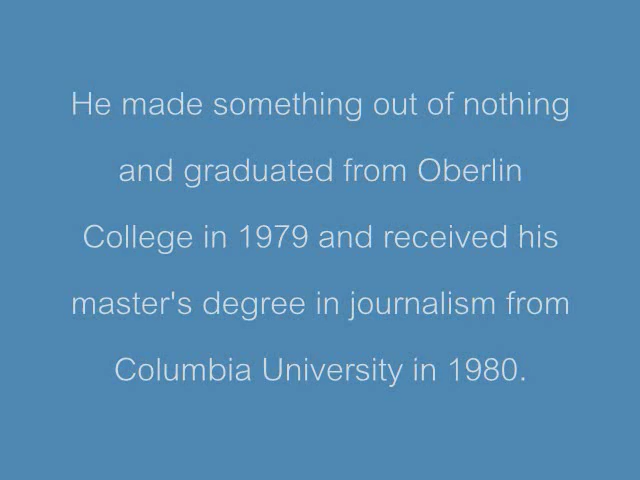 He made something out of nothing
and graduated from Oberlin
College in 1979 and received his
master's degree in journalism from
Columbia University in 1980.